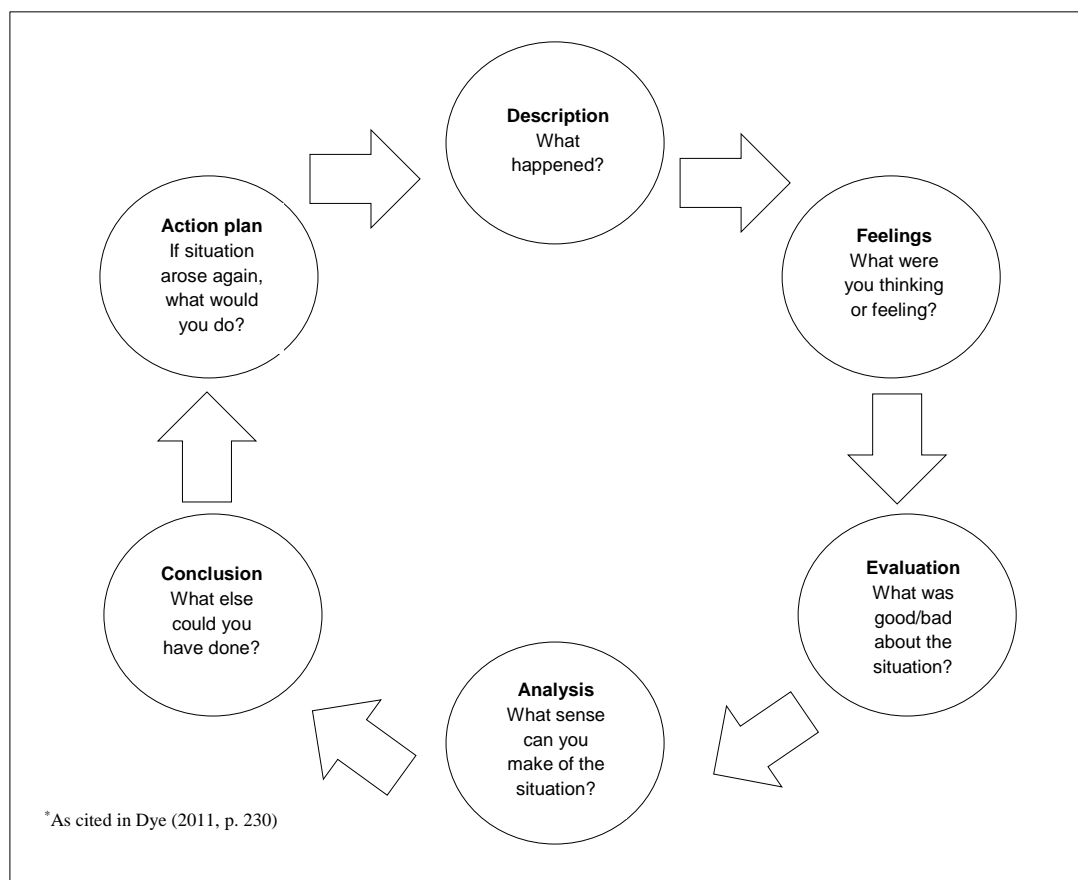 Description
What
happened?
Feelings
What were
you thinking
or feeling?
Evaluation
What was
good/bad
about the
situation?
Analysis
What sense
can you
make of the
situation?
Conclusion
What else
could you
have done?
Action plan
If situation
arose again,
what would
you do?
*As cited in Dye (2011, p. 230)